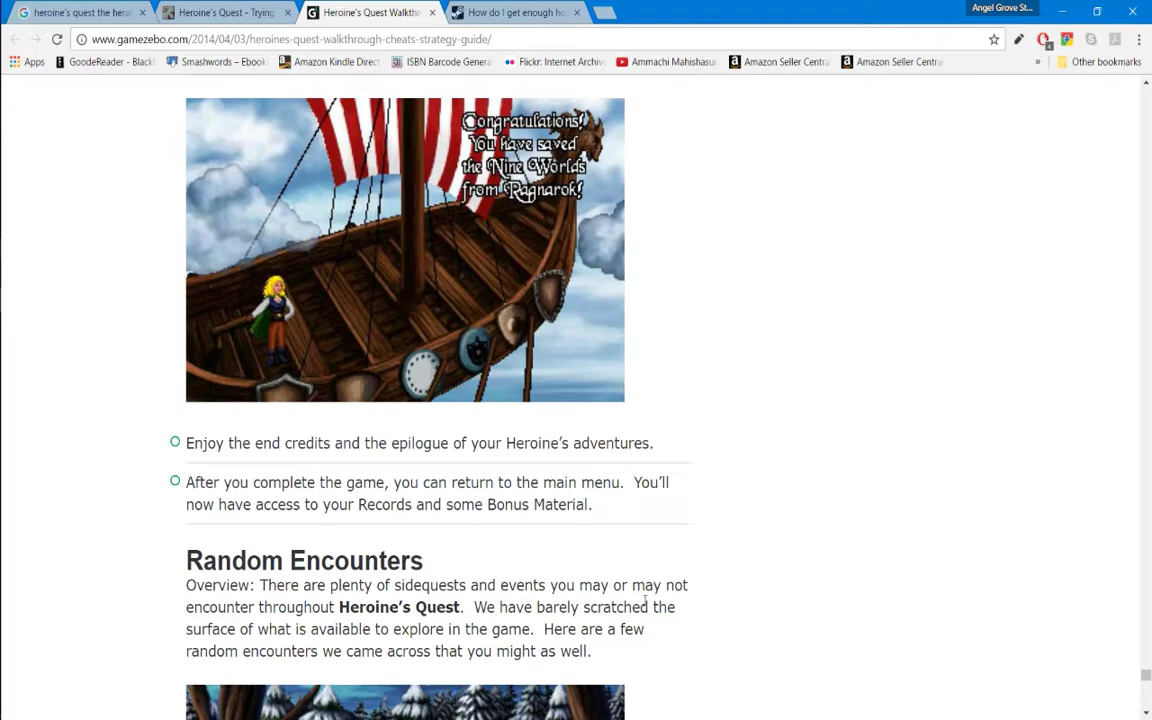 heroine's quest the hera
Heroine's Quest - Trying
Heroine's Quest Walkthr
How do I get enough ho
Angel Grove St...
www.gamezebo.com/2014/04/03/heroines-quest-walkthrough-cheats-strategy-guide/
Apps
GoodeReader - Black
Smashwords – Ebook
Amazon Kindle Direct
ISBN Barcode Genera
Flickr: Internet Archiv
Ammachi Mahishasur
Amazon Seller Centra
Amazon Seller Centra
»
Other bookmarks
Congratulations!
You have saved
the Nine Worlds
from Ragnarok!
Enjoy the end credits and the epilogue of your Heroine's adventures.
After you complete the game, you can return to the main menu. You'll
now have access to your Records and some Bonus Material.
Random Encounters
Overview: There are plenty of sidequests and events you may or may not
encounter throughout Heroine's Quest. We have barely scratched the
surface of what is available to explore in the game. Here are a few
random encounters we came across that you might as well.